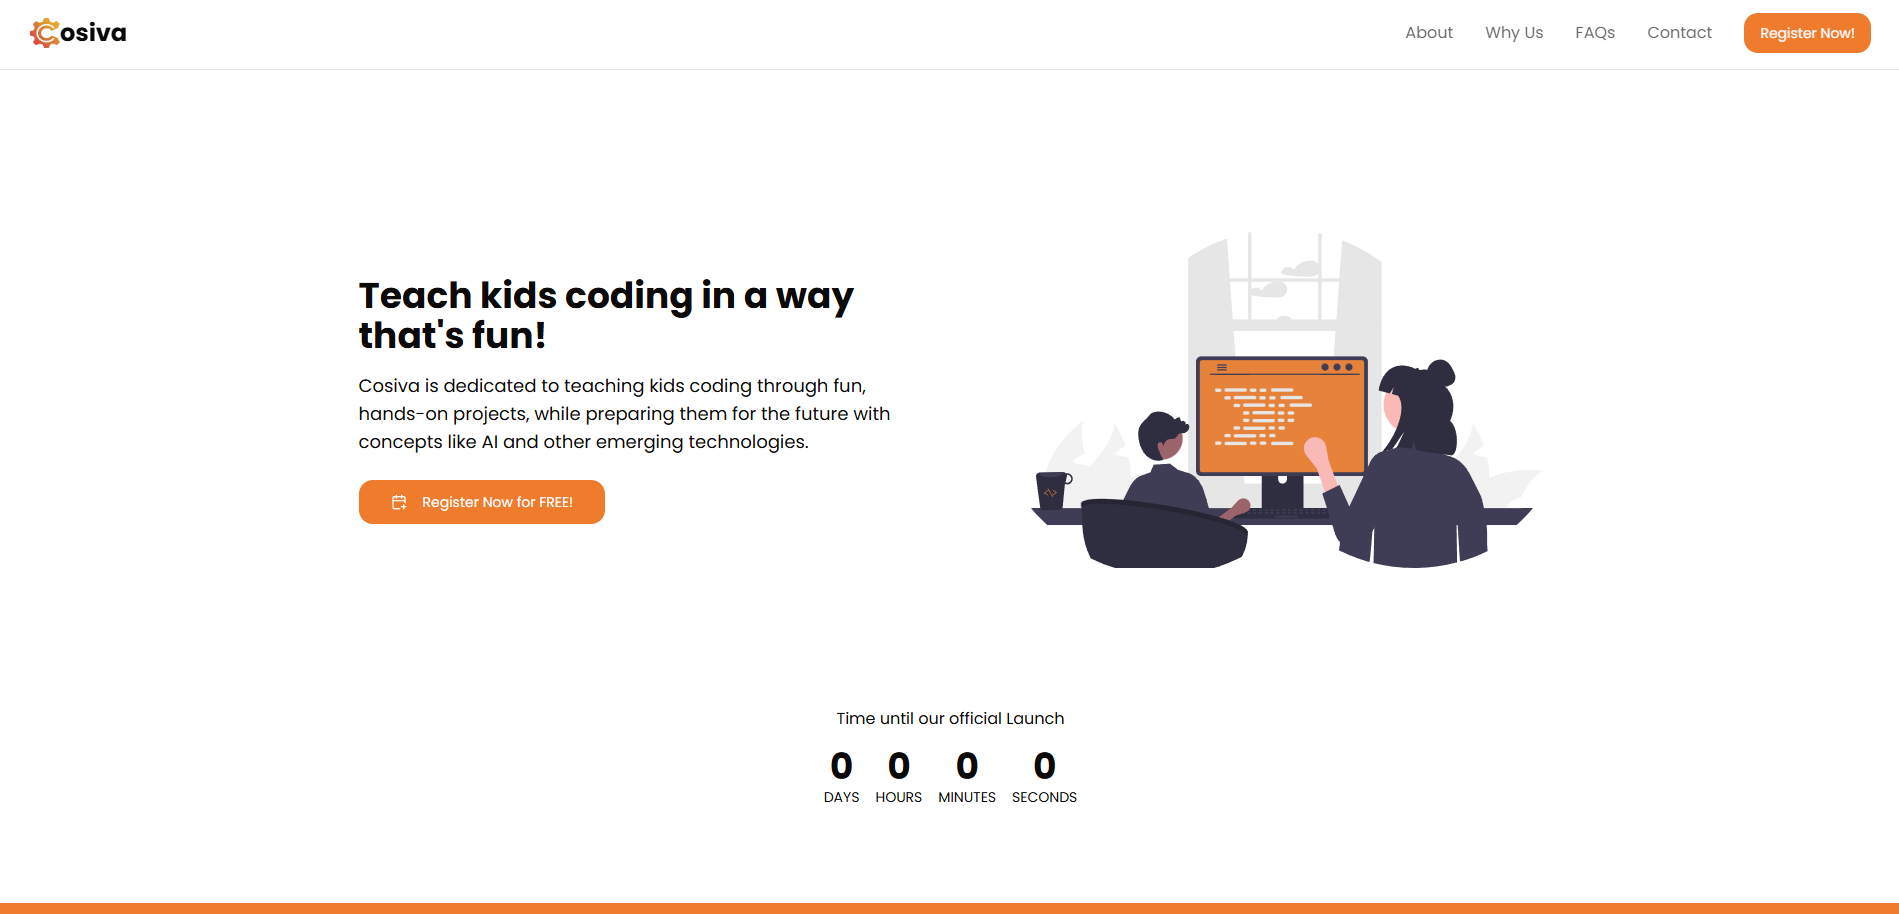 Cosiva
About Why Us FAQs Contact Register Now!
Teach kids coding in a way
that's fun!
Cosiva is dedicated to teaching kids coding through fun,
hands-on projects, while preparing them for the future with
concepts like AI and other emerging technologies.
Register Now for FREE!
Time until our official Launch
0 0 0 0
DAYS HOURS MINUTES SECONDS